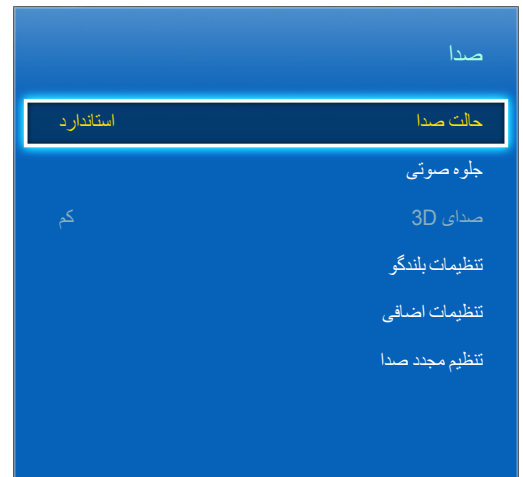 صدا
حالت صدا استاندارد
جلوه صوتی
صدای 3D کم
تنظیمات بلندگو
تنظیمات اضافی
تنظیم مجدد صدا